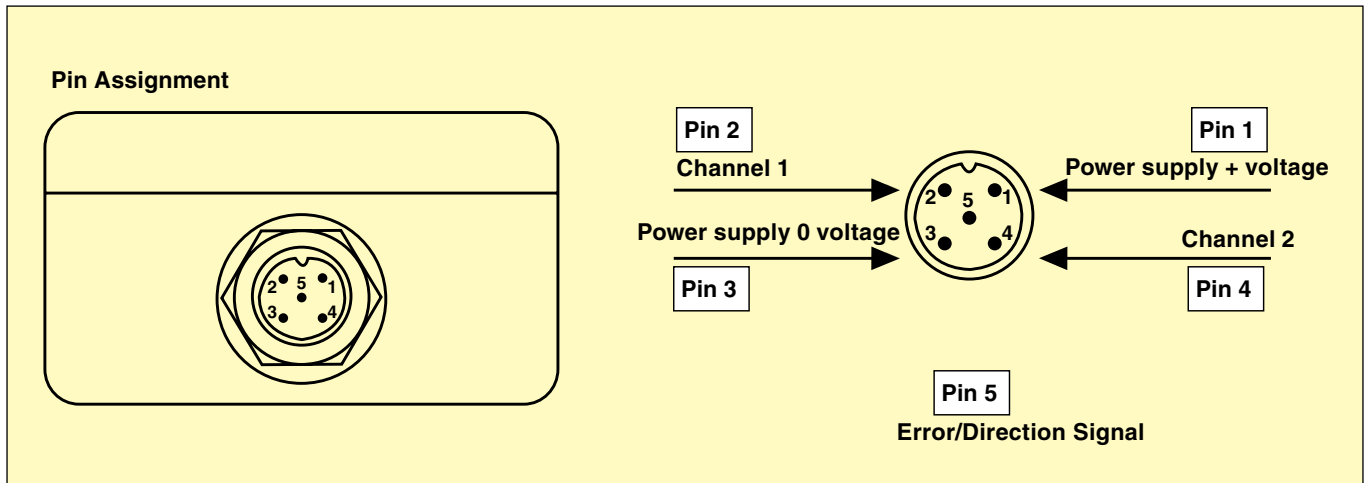 Pin Assignment
2 5 1
3 4
Pin 2
Channel 1
Pin 1
Power supply + voltage
2 5 1
3 4
Power supply 0 voltage
Pin 3
Channel 2
Pin 4
Pin 5
Error/Direction Signal